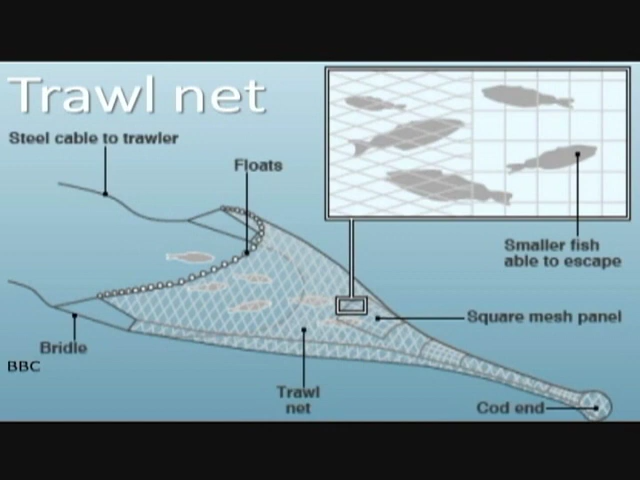 Trawl net
Steel cable to trawler
Floats
Smaller fish
able to escape
Square mesh panel
Bridle
BBC
Trawl
net
Cod end